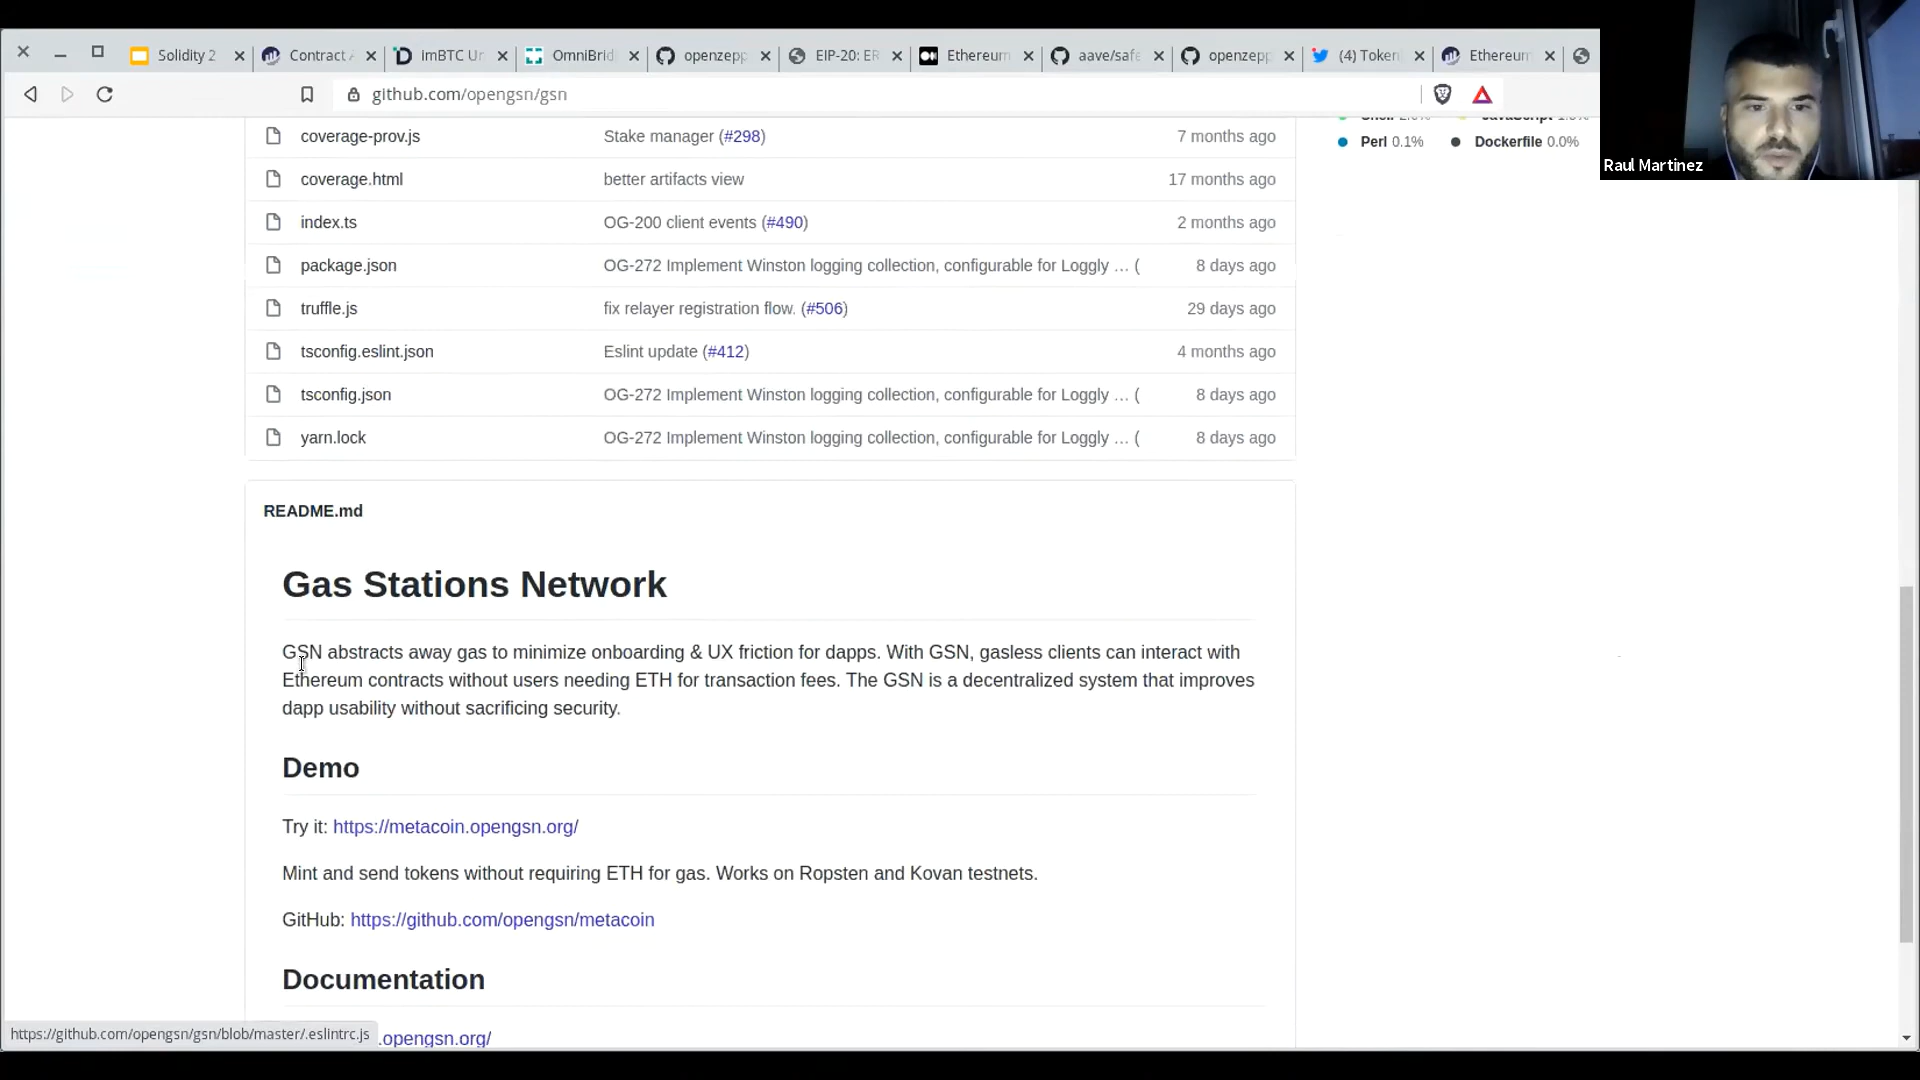 Solidity 2
Contract A
imBTC Un
OmniBrid
openzepp
EIP-20: ER
Ethereum
aave/safe
openzepp
(4) Token
Ethereum
github.com/opengsn/gsn
Raul Martinez
Perl 0.1%
Dockerfile 0.0%
coverage-prov.js Stake manager (#298) 7 months ago
coverage.html better artifacts view 17 months ago
index.ts OG-200 client events (#490) 2 months ago
package.json OG-272 Implement Winston logging collection, configurable for Loggly … ( 8 days ago
truffle.js fix relayer registration flow. (#506) 29 days ago
tsconfig.eslint.json Eslint update (#412) 4 months ago
tsconfig.json OG-272 Implement Winston logging collection, configurable for Loggly … ( 8 days ago
yarn.lock OG-272 Implement Winston logging collection, configurable for Loggly … ( 8 days ago
README.md
Gas Stations Network
GSN abstracts away gas to minimize onboarding & UX friction for dapps. With GSN, gasless clients can interact with
Ethereum contracts without users needing ETH for transaction fees. The GSN is a decentralized system that improves
dapp usability without sacrificing security.
Demo
Try it: https://metacoin.opengsn.org/
Mint and send tokens without requiring ETH for gas. Works on Ropsten and Kovan testnets.
GitHub: https://github.com/opengsn/metacoin
Documentation
https://github.com/opengsn/gsn/blob/master/.eslintrc.js
.opengsn.org/